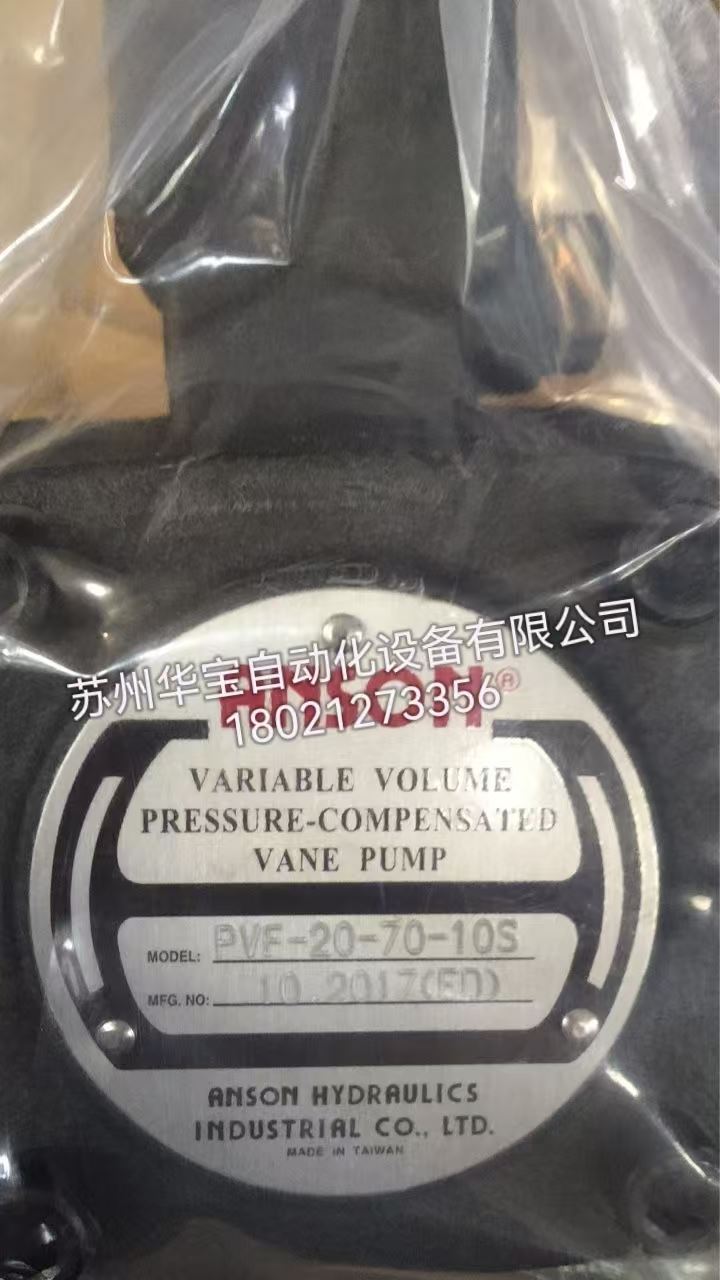 苏州华宝自动化设备有限公司
ANSON®
18021273356
VARIABLE VOLUME
PRESSURE-COMPENSATED
VANE PUMP
MODEL: PVF-20-70-10S
MFG. NO: 10 2017(ED)
ANSON HYDRAULICS
INDUSTRIAL CO., LTD.
MADE IN TAIWAN